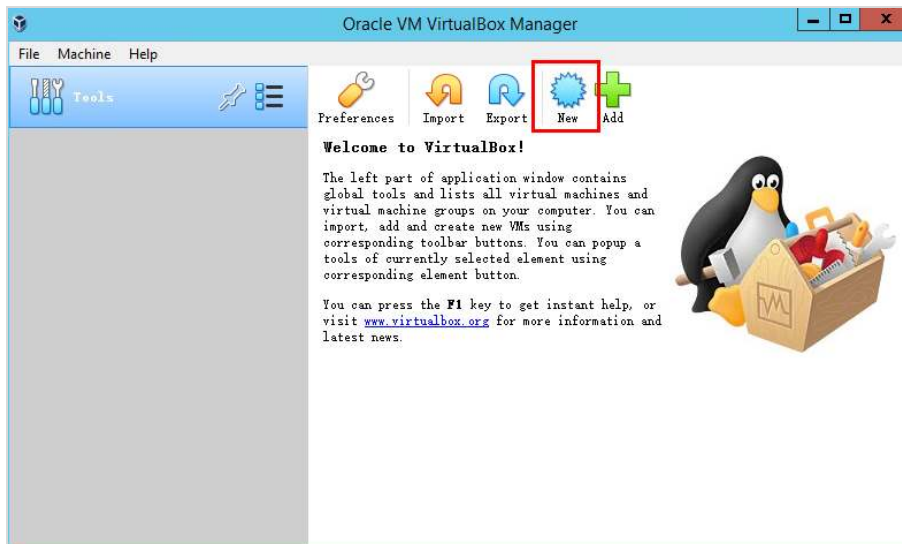 Oracle VM VirtualBox Manager
File Machine Help
Tools
Preferences Import Export New Add
Welcome to VirtualBox!
The left part of application window contains
global tools and lists all virtual machines and
virtual machine groups on your computer. You can
import, add and create new VMs using
corresponding toolbar buttons. You can popup a
tools of currently selected element using
corresponding element button.
You can press the F1 key to get instant help, or
visit www.virtualbox.org for more information and
latest news.